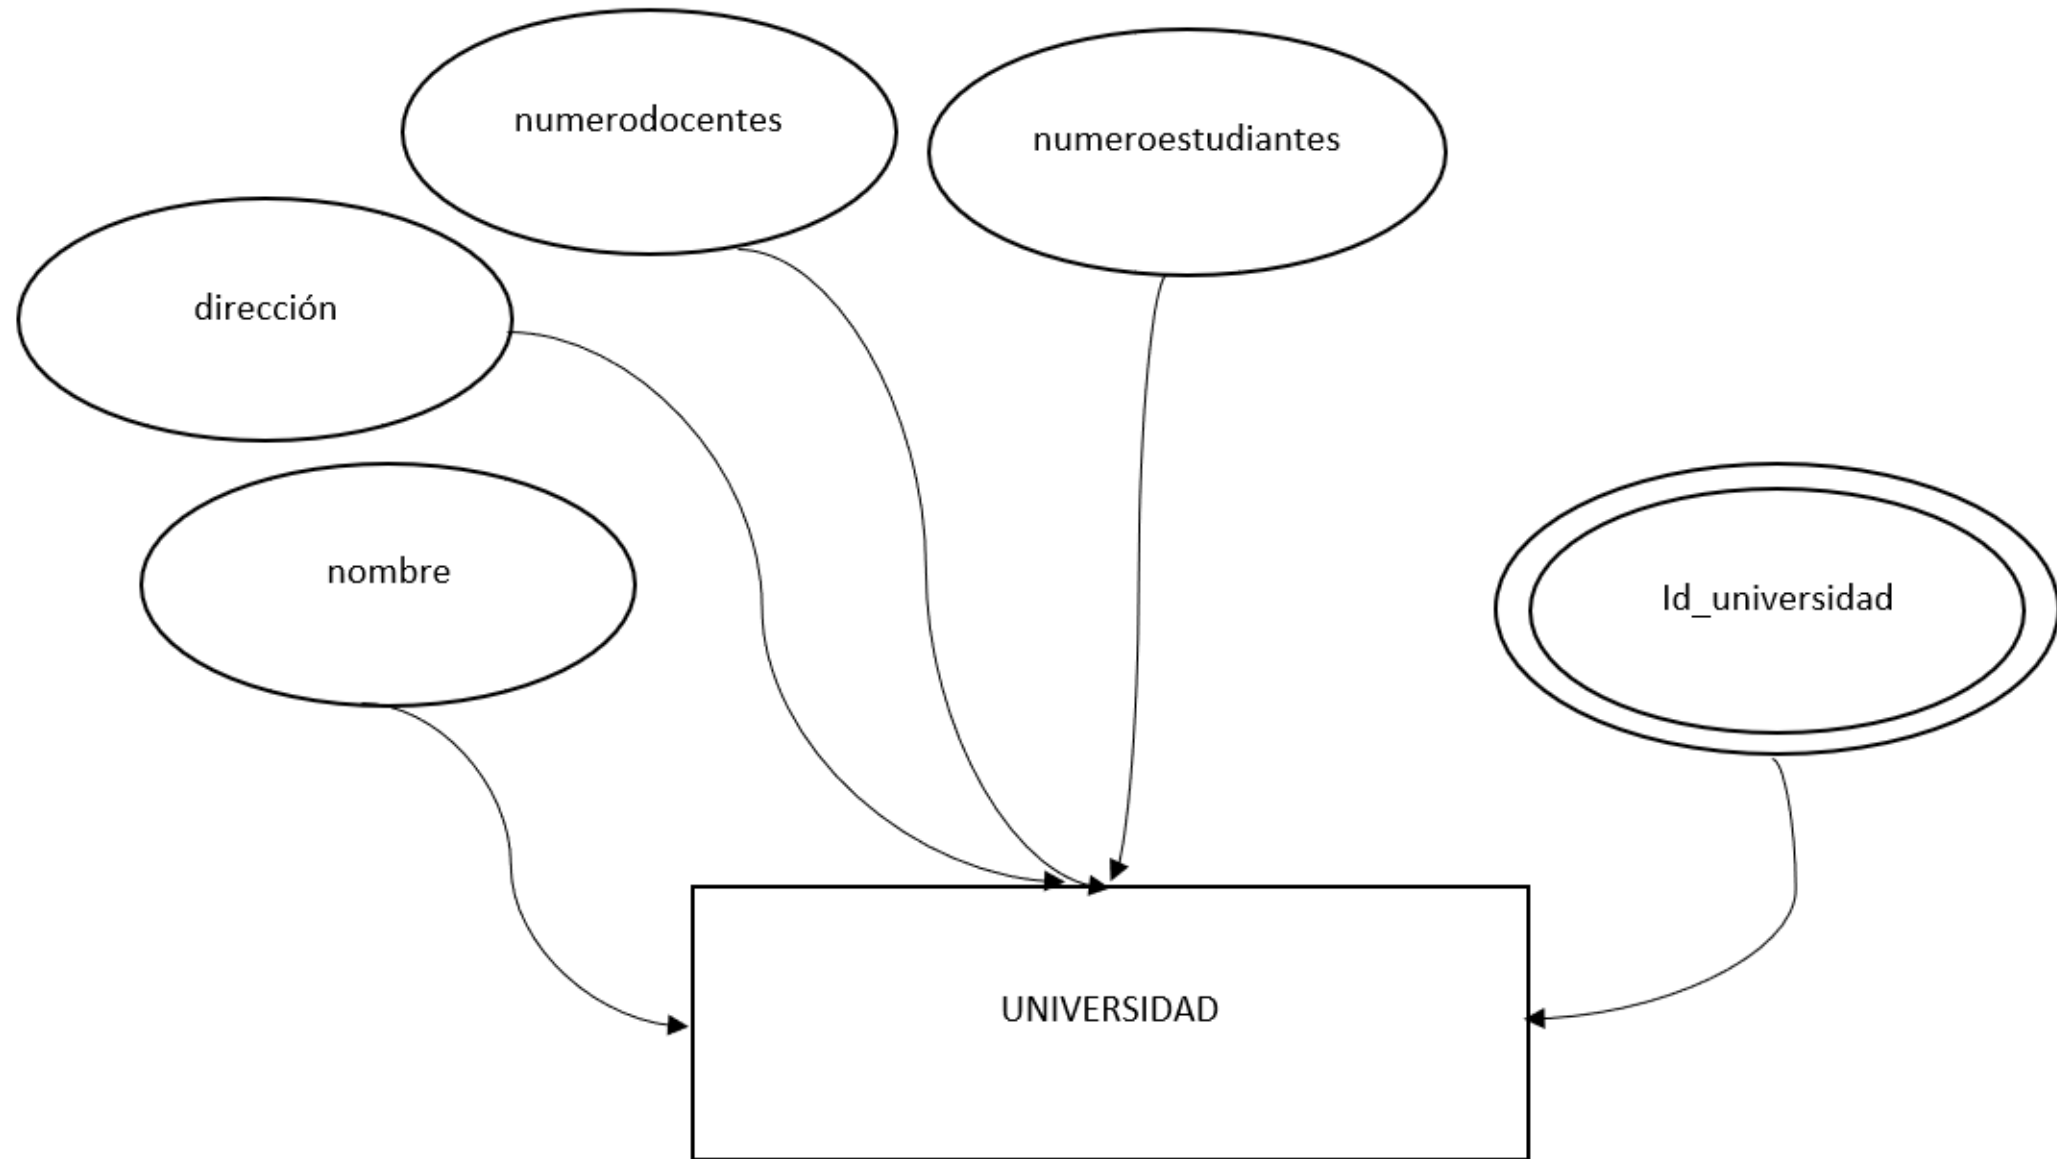 numerodocentes
numeroestudiantes
dirección
nombre
Id_universidad
UNIVERSIDAD